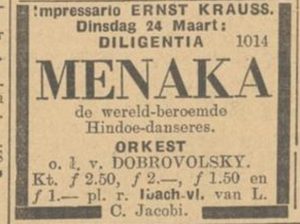 Impressario ERNST KRAUSS.
Dinsdag 24 Maart:
DILIGENTIA 1014
MENAKA
de wereld-beroemde
Hindoe-danseres.
ORKEST
o. l. v. DOBROVOLSKY.
Kt. ƒ 2.50, ƒ 2.—, ƒ 1.50 en
ƒ 1.— pl. r. Ibach-vl. van L.
C. Jacobi.